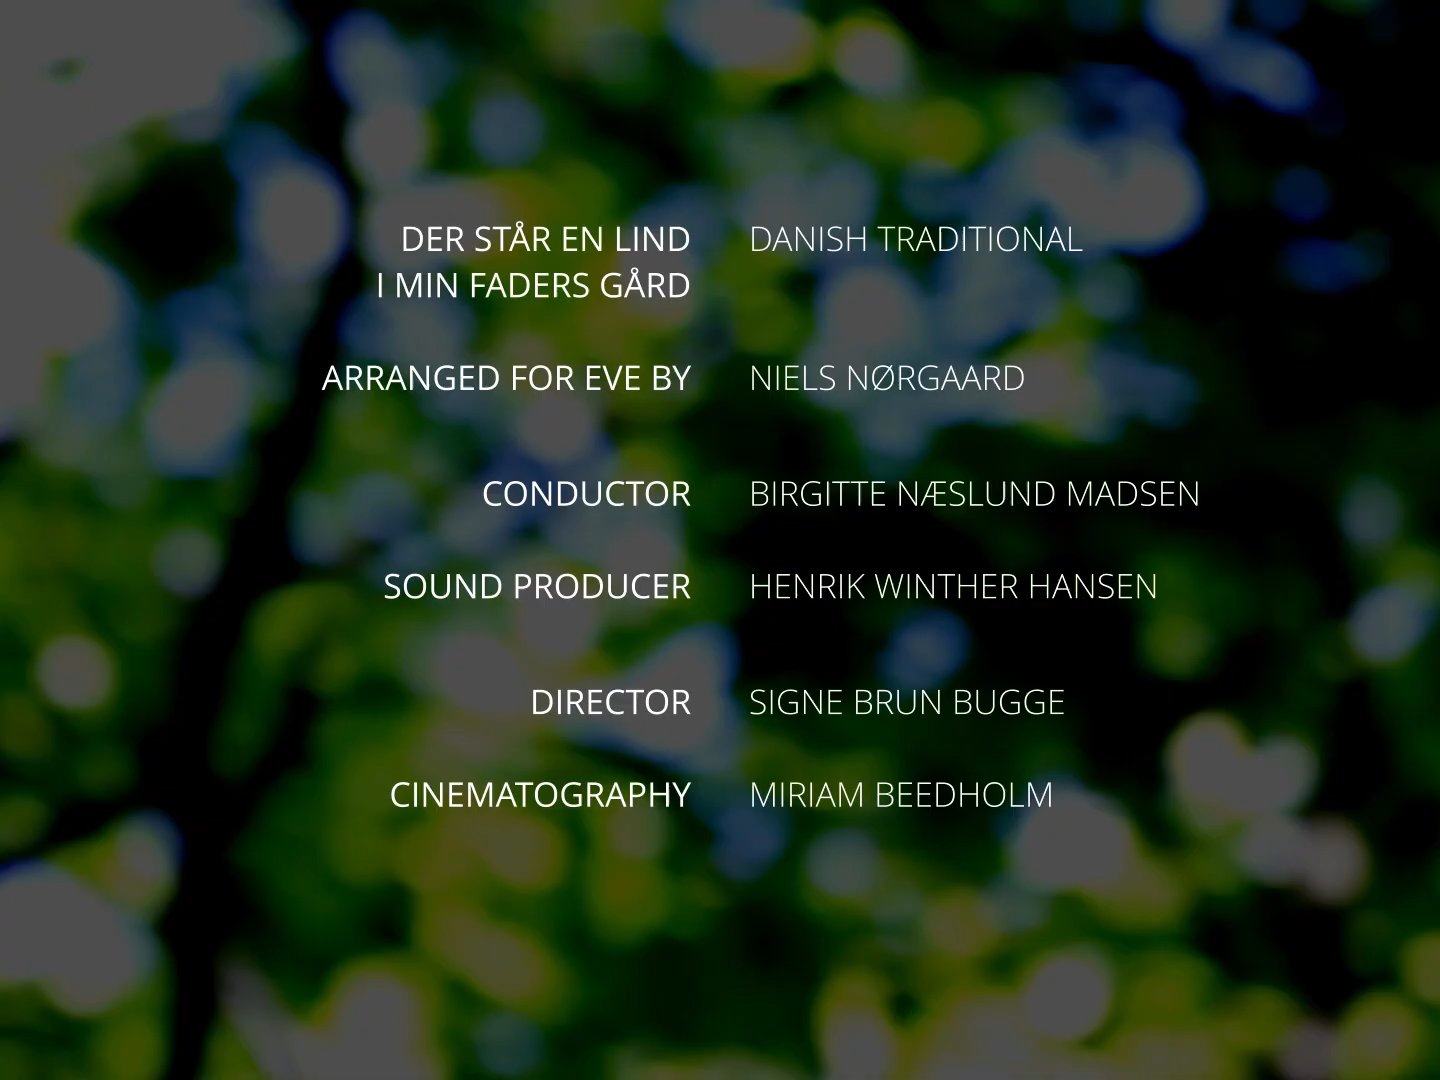 DER STÅR EN LIND DANISH TRADITIONAL
I MIN FADERS GÅRD
ARRANGED FOR EVE BY NIELS NØRGAARD
CONDUCTOR BIRGITTE NÆSLUND MADSEN
SOUND PRODUCER HENRIK WINTHER HANSEN
DIRECTOR SIGNE BRUN BUGGE
CINEMATOGRAPHY MIRIAM BEEDHOLM